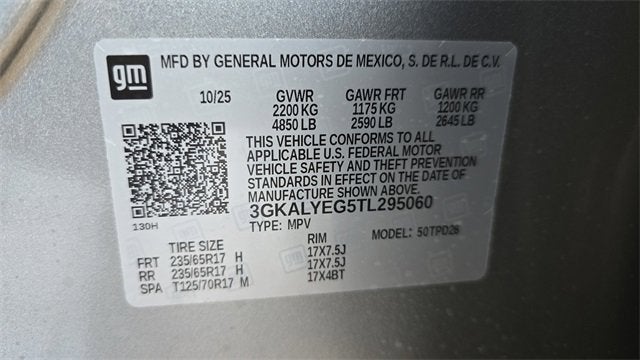 gm
MFD BY GENERAL MOTORS DE MEXICO, S. DE R.L. DE C.V.
10/25 GVWR GAWR FRT GAWR RR
2200 KG 1175 KG 1200 KG
4850 LB 2590 LB 2645 LB
THIS VEHICLE CONFORMS TO ALL
APPLICABLE U.S. FEDERAL MOTOR
VEHICLE SAFETY AND THEFT PREVENTION
STANDARDS IN EFFECT ON THE DATE OF
MANUFACTURE SHOWN ABOVE.
3GKALYEG5TL295060
130H TYPE: MPV MODEL: 50TPD26
TIRE SIZE RIM
FRT 235/65R17 H 17X7.5J
RR 235/65R17 H 17X7.5J
SPA T125/70R17 M 17X4BT